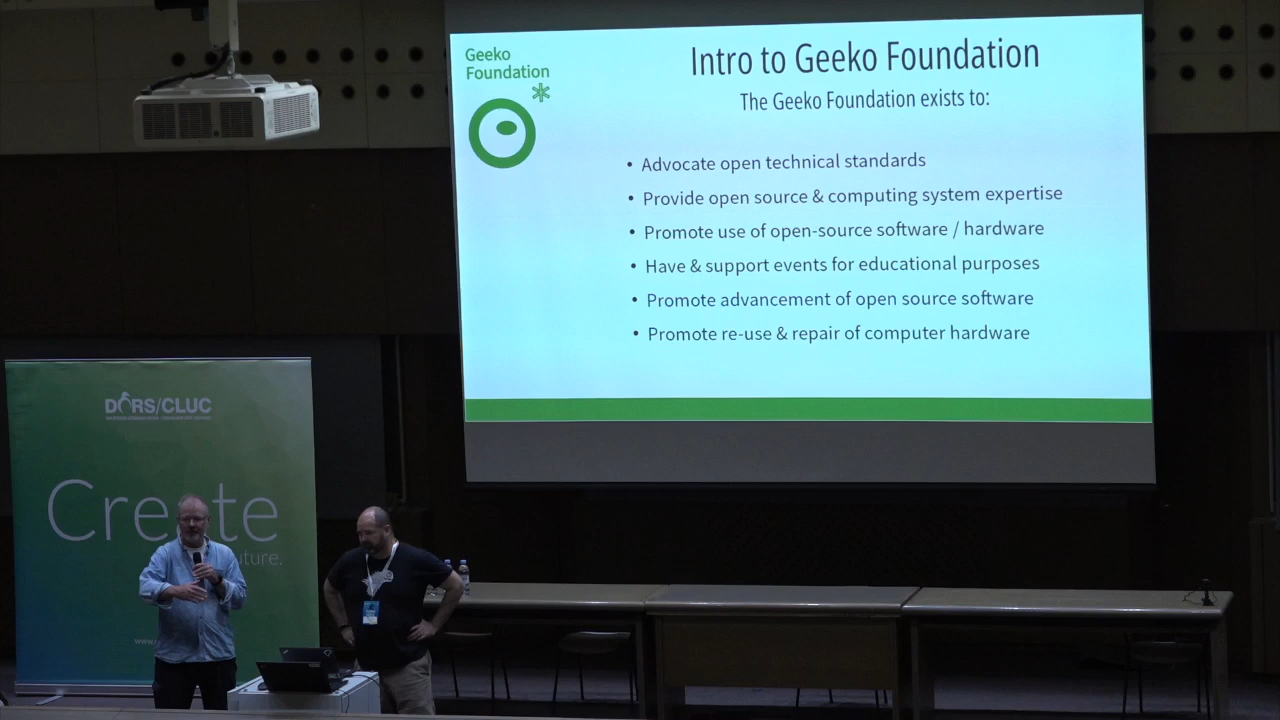 Geeko
Foundation
Intro to Geeko Foundation
The Geeko Foundation exists to:
• Advocate open technical standards
• Provide open source & computing system expertise
• Promote use of open-source software / hardware
• Have & support events for educational purposes
• Promote advancement of open source software
• Promote re-use & repair of computer hardware
DORS/CLUC
Create
uture.
www.